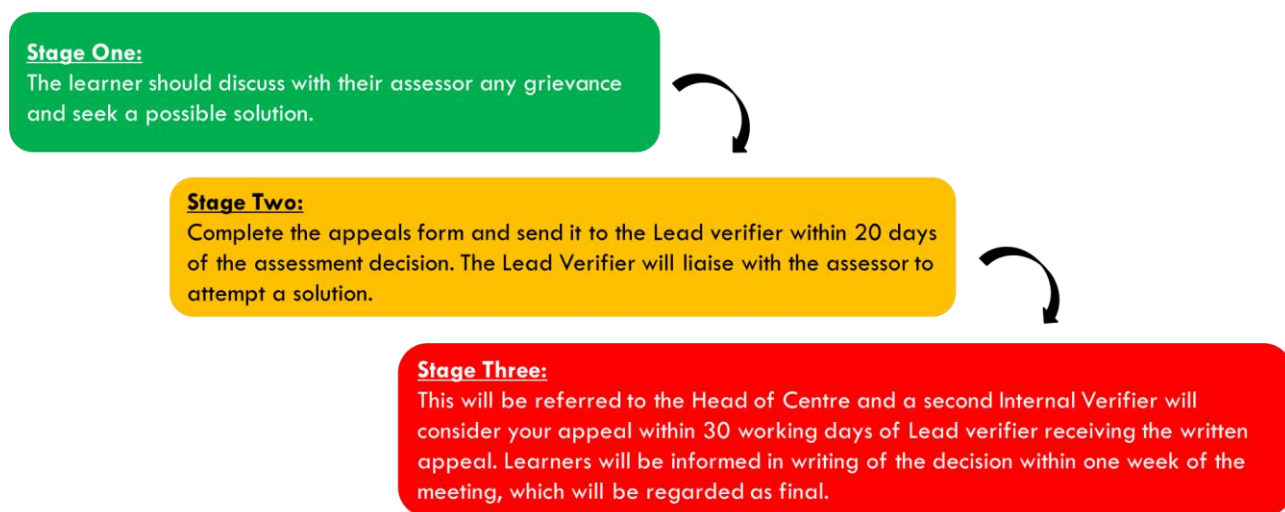 Stage One:
The learner should discuss with their assessor any grievance
and seek a possible solution.
Stage Two:
Complete the appeals form and send it to the Lead verifier within 20 days
of the assessment decision. The Lead Verifier will liaise with the assessor to
attempt a solution.
Stage Three:
This will be referred to the Head of Centre and a second Internal Verifier will
consider your appeal within 30 working days of Lead verifier receiving the written
appeal. Learners will be informed in writing of the decision within one week of the
meeting, which will be regarded as final.